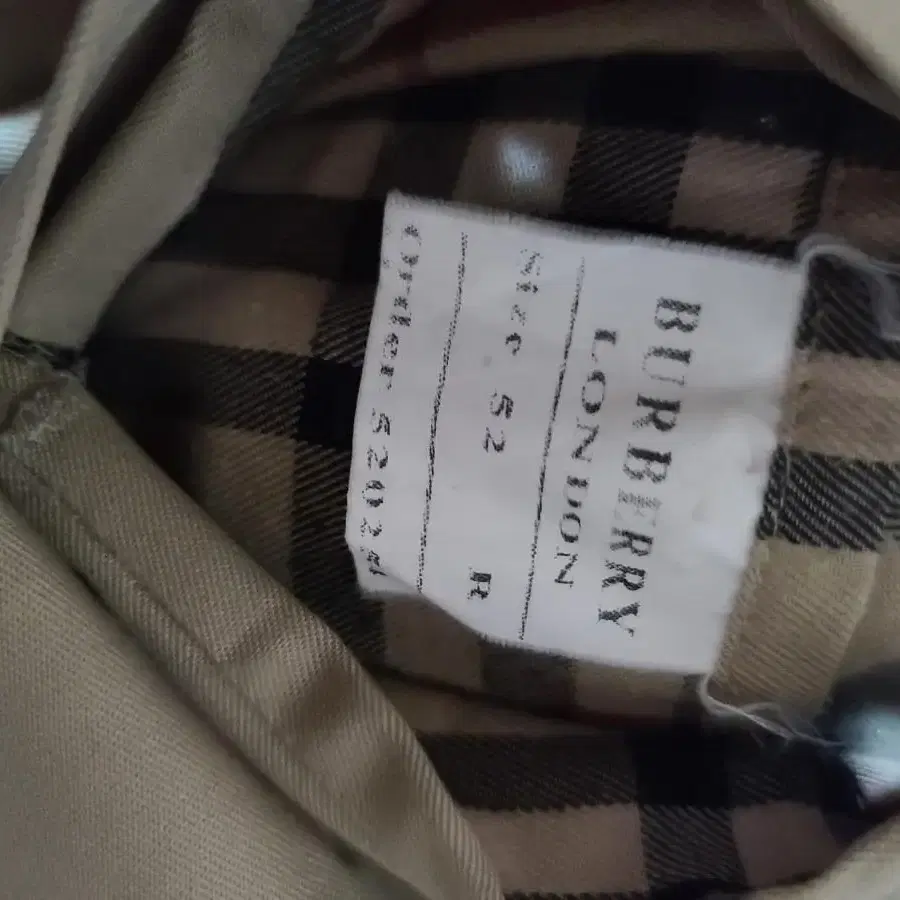 BURBERRY
LONDON
Size 52 R
Order 52024